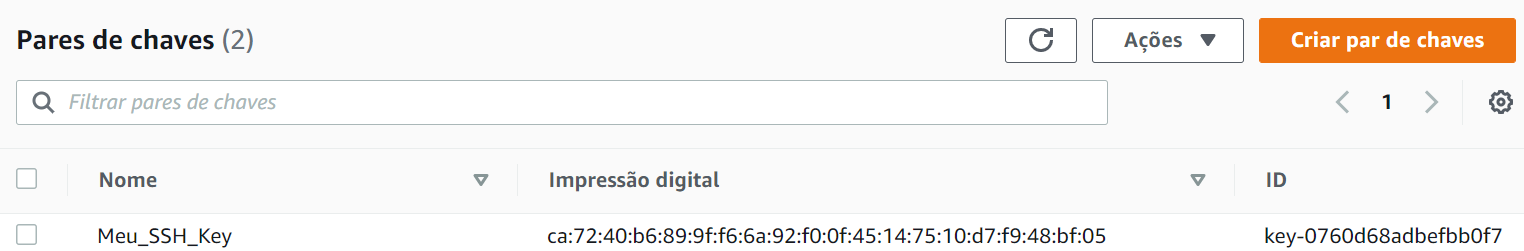 Pares de chaves (2)
Ações
Criar par de chaves
Filtrar pares de chaves
1
Nome Impressão digital ID
Meu_SSH_Key ca:72:40:b6:89:9f:f6:6a:92:f0:0f:45:14:75:10:d7:f9:48:bf:05 key-0760d68adbefbb0f7